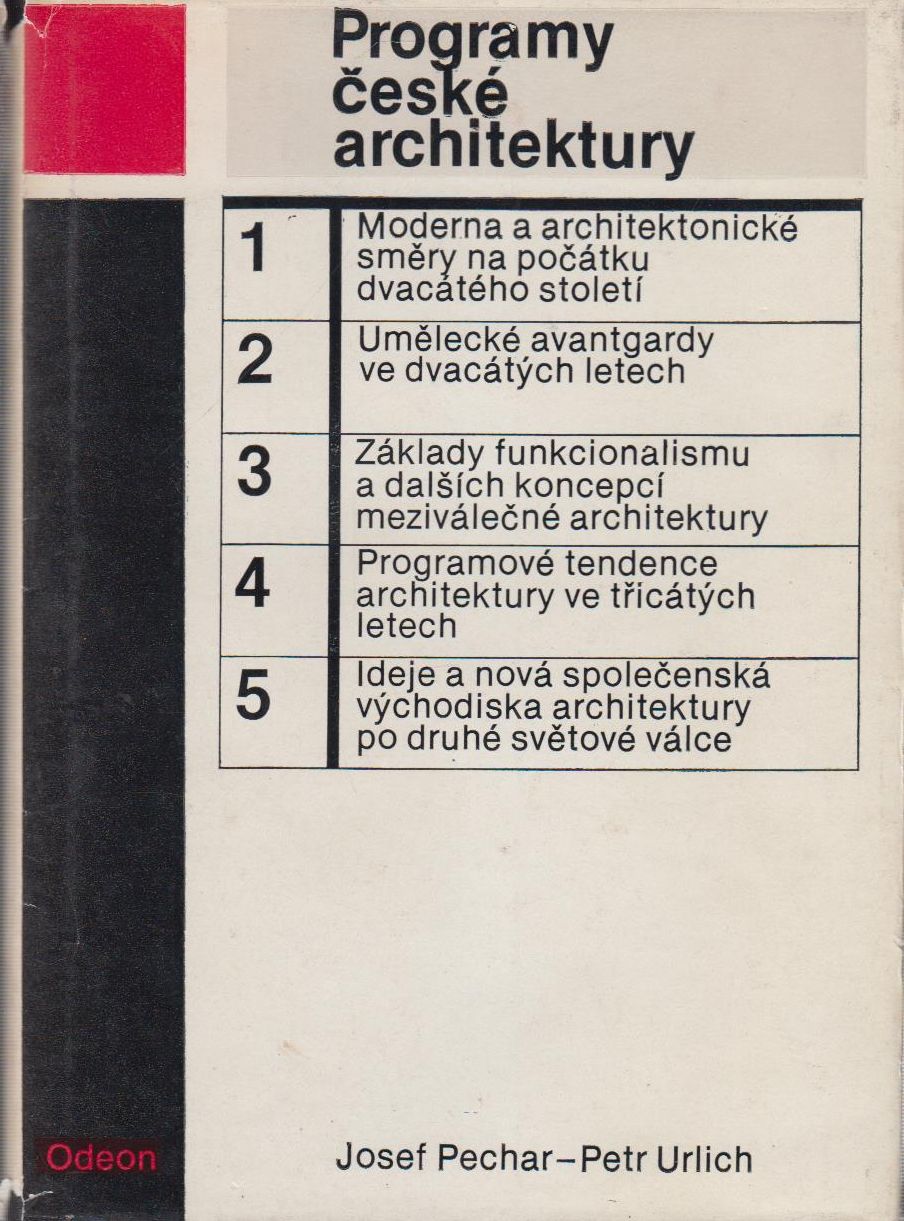 Programy
české
architektury
1
Moderna a architektonické
směry na počátku
dvacátého století
2
Umělecké avantgardy
ve dvacátých letech
3
Základy funkcionalismu
a dalších koncepcí
meziválečné architektury
4
Programové tendence
architektury ve třicátých
letech
5
Ideje a nová společenská
východiska architektury
po druhé světové válce
Odeon
Josef Pechar–Petr Urlich